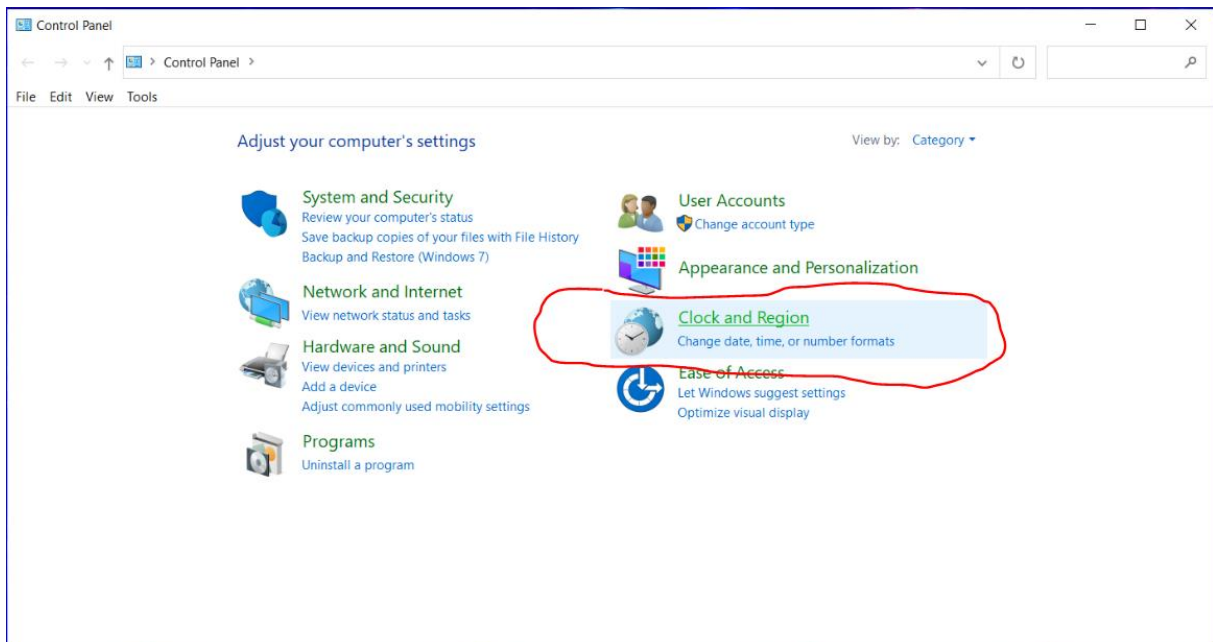 Control Panel
Control Panel
File Edit View Tools
Adjust your computer's settings
View by: Category
System and Security
Review your computer's status
Save backup copies of your files with File History
Backup and Restore (Windows 7)
Network and Internet
View network status and tasks
Hardware and Sound
View devices and printers
Add a device
Adjust commonly used mobility settings
Programs
Uninstall a program
User Accounts
Change account type
Appearance and Personalization
Clock and Region
Change date, time, or number formats
Ease of Access
Let Windows suggest settings
Optimize visual display